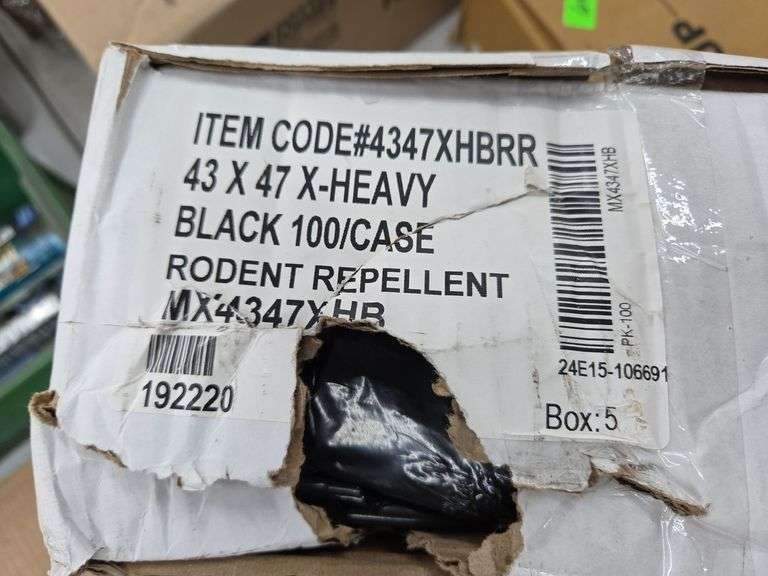 ITEM CODE#4347XHBRR
43 X 47 X-HEAVY
BLACK 100/CASE
RODENT REPELLENT
MX4347XHB
192220
MX4347XHB
PK-100
24E15-106691
Box: 5
UP